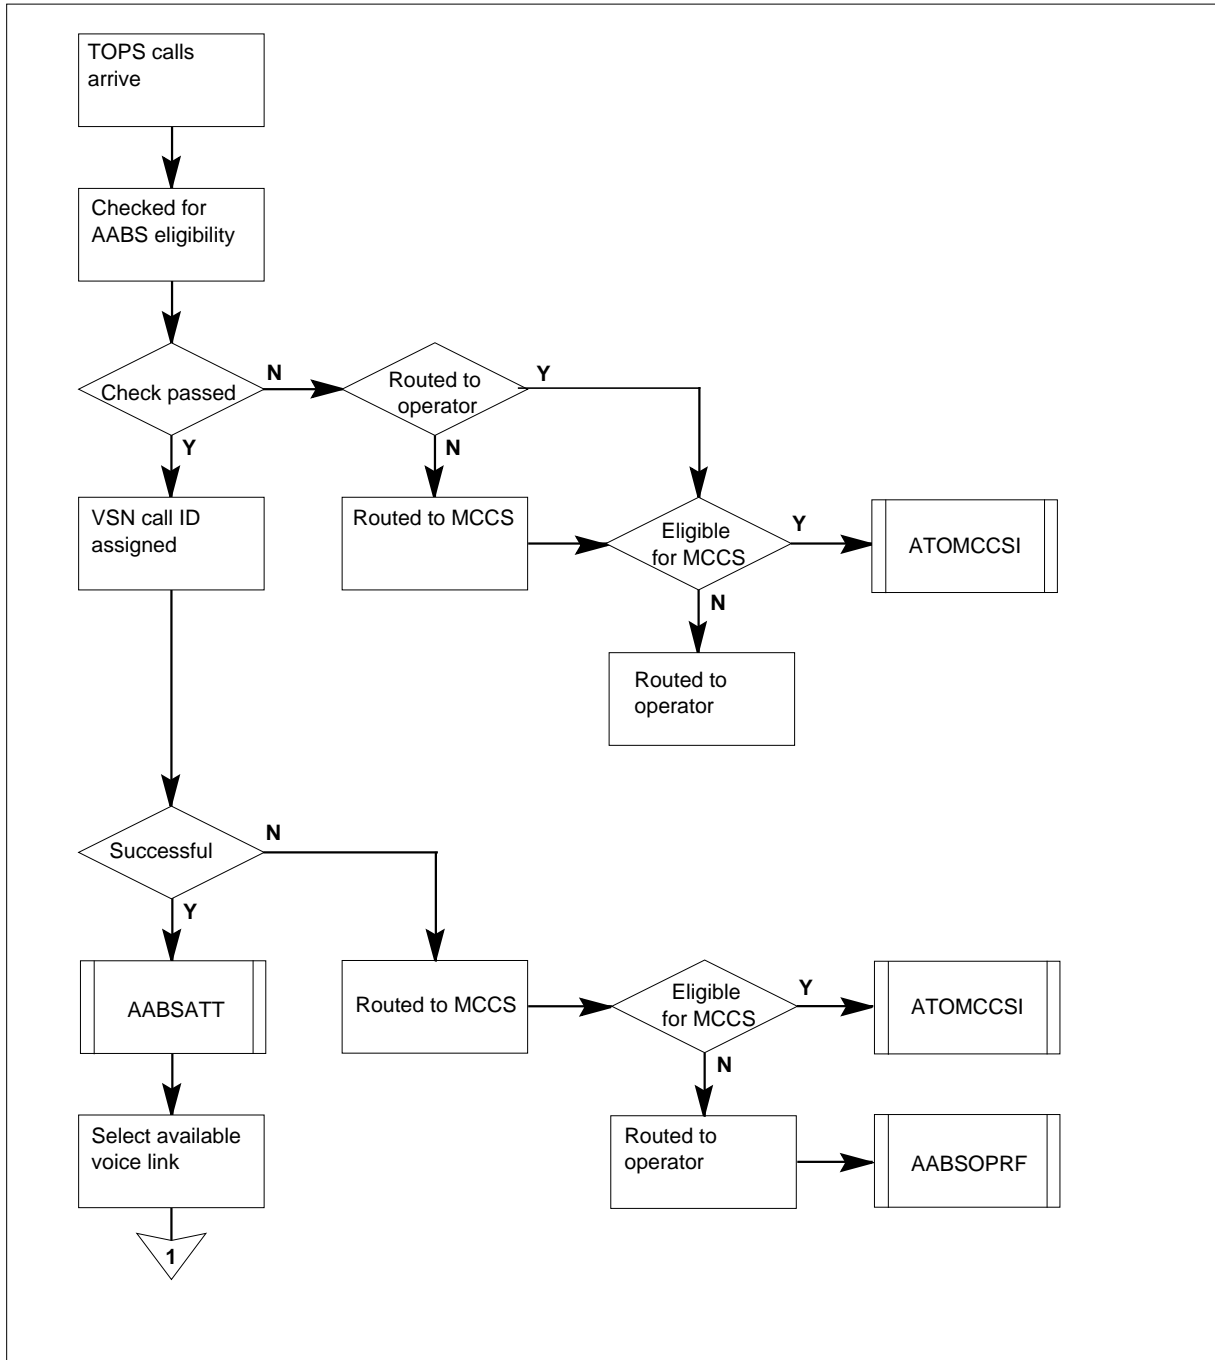 TOPS calls
arrive
Checked for
AABS eligibility
Check passed
N
Routed to
operator
Y
Y
N
VSN call ID
assigned
Routed to MCCS
Eligible
for MCCS
Y
ATOMCCSI
N
Routed to
operator
Successful
N
Y
AABSATT
Routed to MCCS
Eligible
for MCCS
Y
ATOMCCSI
N
Select available
voice link
Routed to
operator
AABSOPRF
1